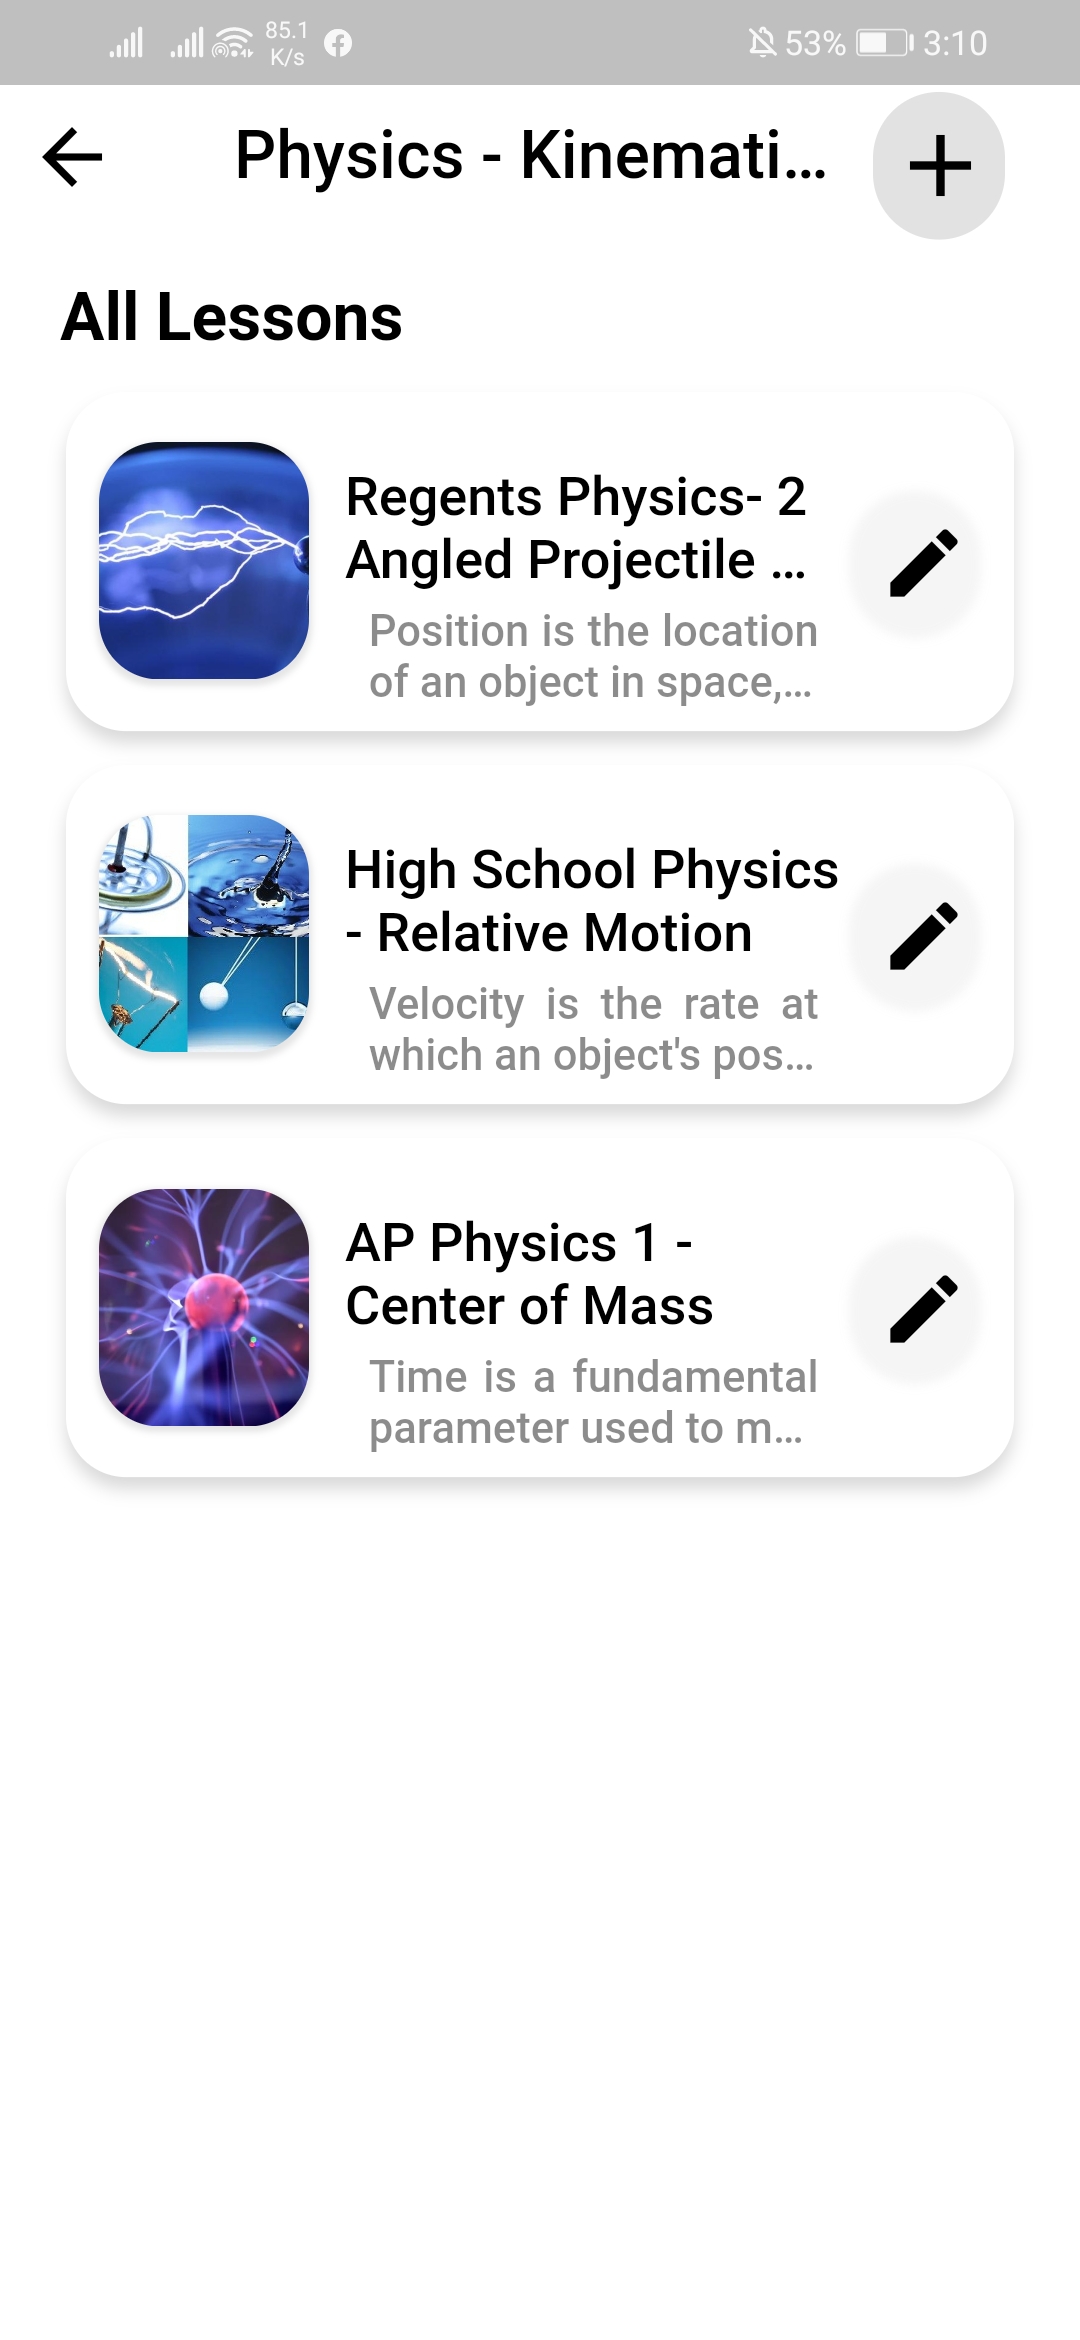 85.1
K/s
53%
3:10
Physics - Kinemati...
All Lessons
Regents Physics- 2
Angled Projectile ...
Position is the location
of an object in space,...
High School Physics
- Relative Motion
Velocity is the rate at
which an object's pos...
AP Physics 1 -
Center of Mass
Time is a fundamental
parameter used to m...